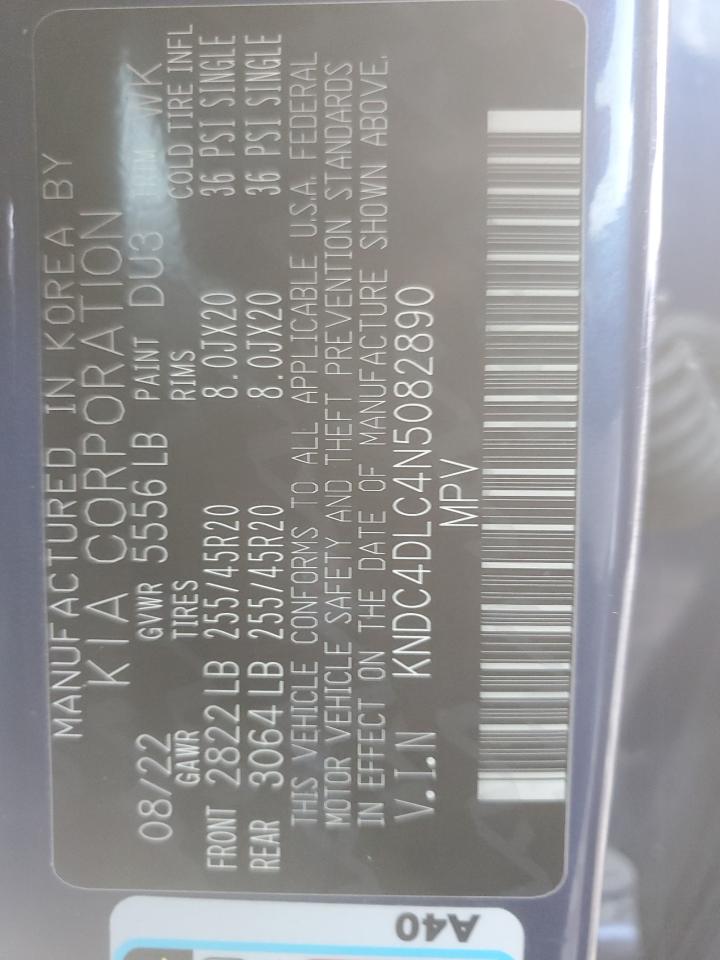 MANUFACTURED IN KOREA BY
KIA CORPORATION
08/22 GVWR 5556 LB PAINT DU3 TRIM WK
GAWR TIRES RIMS COLD TIRE INFL
FRONT 2822 LB 255/45R20 8.0JX20 36 PSI SINGLE
REAR 3064 LB 255/45R20 8.0JX20 36 PSI SINGLE
THIS VEHICLE CONFORMS TO ALL APPLICABLE U.S.A. FEDERAL
MOTOR VEHICLE SAFETY AND THEFT PREVENTION STANDARDS
IN EFFECT ON THE DATE OF MANUFACTURE SHOWN ABOVE.
V.I.N KNDC4DLC4N5082890
MPV
A40